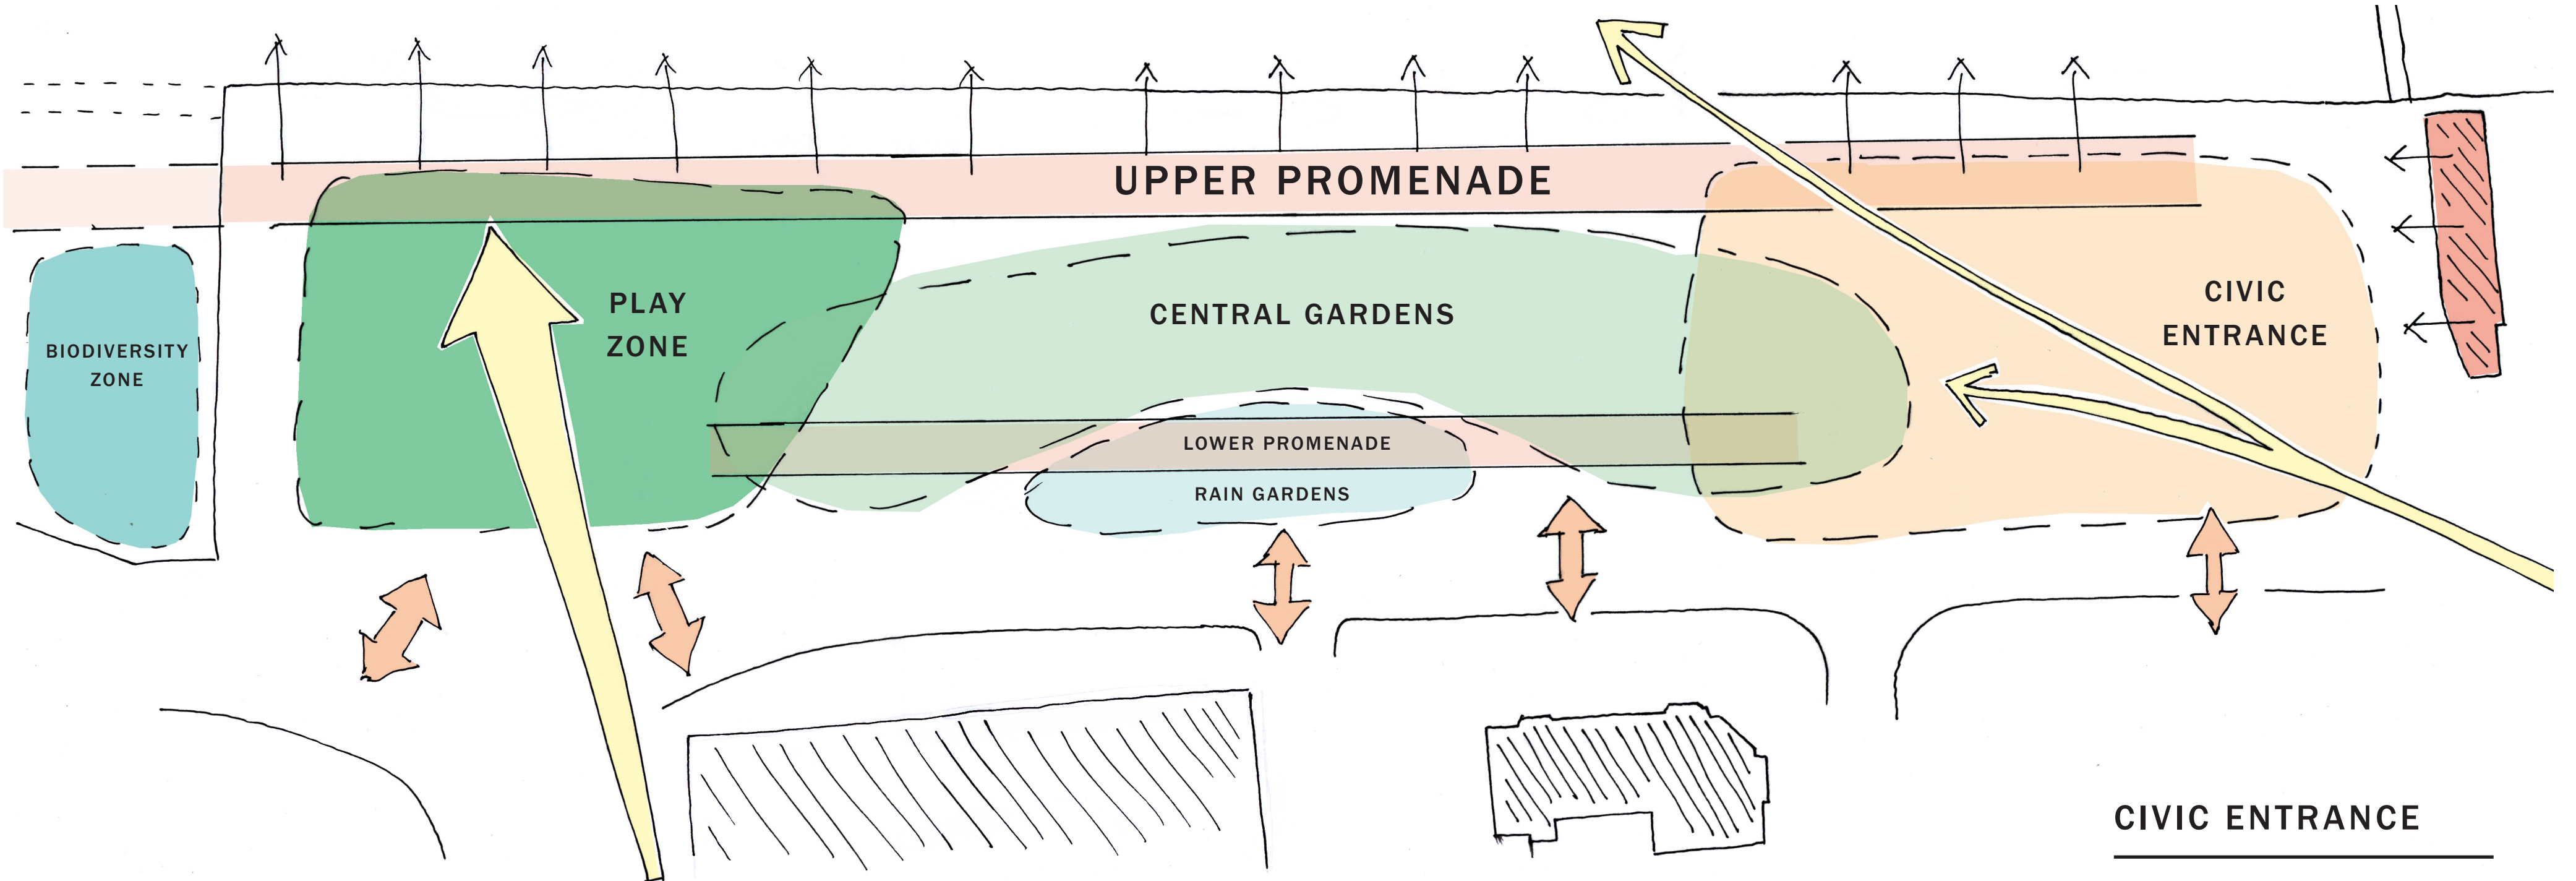 UPPER PROMENADE
BIODIVERSITY
ZONE
PLAY
ZONE
CENTRAL GARDENS
CIVIC
ENTRANCE
LOWER PROMENADE
RAIN GARDENS
CIVIC ENTRANCE